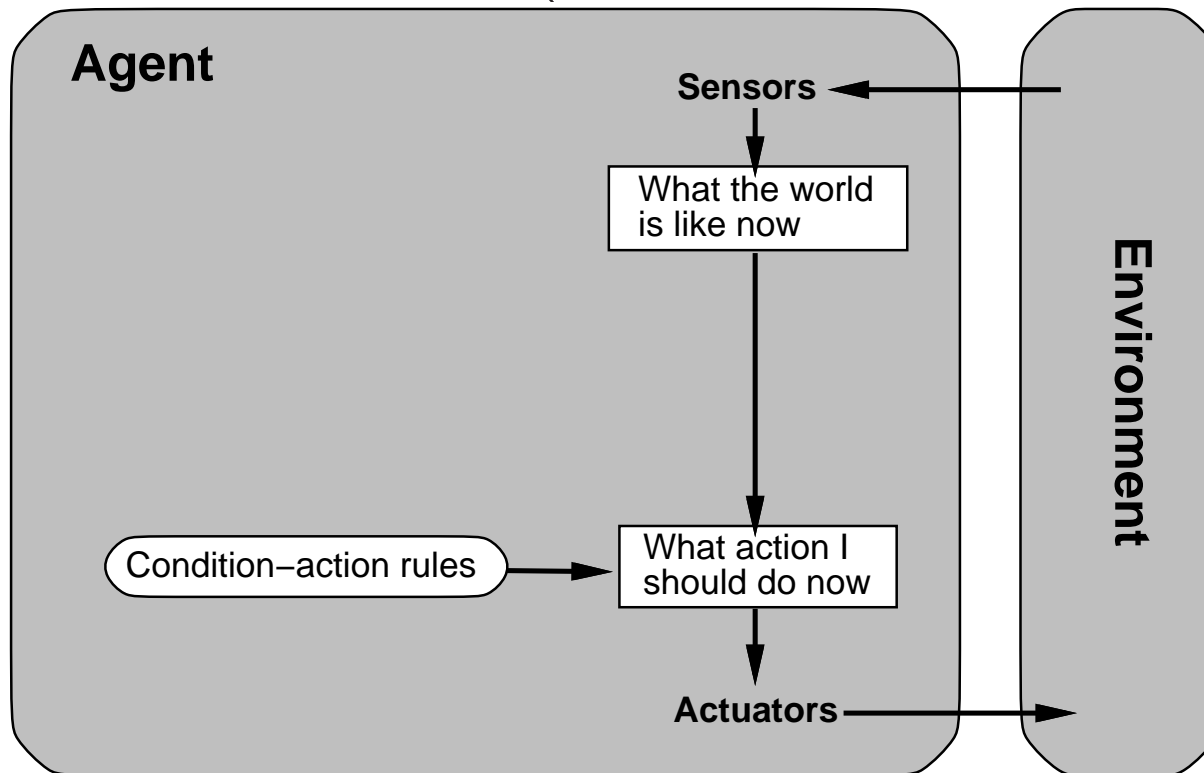 Agent
Sensors
What the world
is like now
Environment
Condition−action rules
What action I
should do now
Actuators